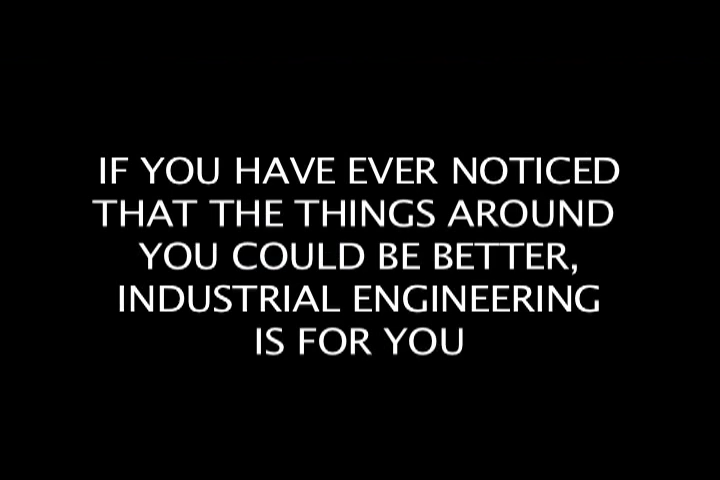 IF YOU HAVE EVER NOTICED
THAT THE THINGS AROUND
YOU COULD BE BETTER,
INDUSTRIAL ENGINEERING
IS FOR YOU